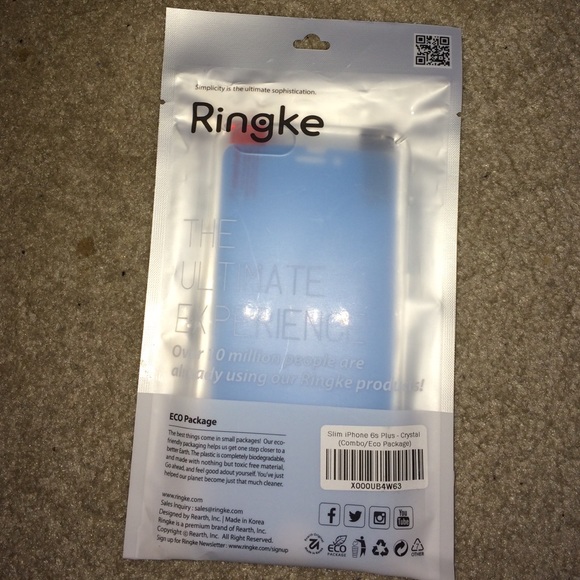 Simplicity is the ultimate sophistication.
Ringke
THE
ULTIMATE
EXPERIENCE
Over 10 million people are
already using our Ringke products!
ECO Package
The best things come in small packages! Our eco-
friendly packaging helps us get one step closer to a
better Earth. The plastic is completely biodegradable,
and made with nothing but toxic free material,
Go ahead, and feel good adout yourself. You've just
helped our planet become just that much cleaner.
Slim iPhone 6s Plus - Crystal
(Combo/Eco Package)
X000UB4W63
www.ringke.com
Sales Inquiry : sales@ringke.com
Designed by Rearth, Inc. | Made in Korea
Ringke is a premium brand of Rearth, Inc.
Copyright © Rearth, Inc. All Right Reserved.
Sign up for Ringke Newsletter : www.ringke.com/signup
You
Tube
ECO
PACKAGE
OTHER